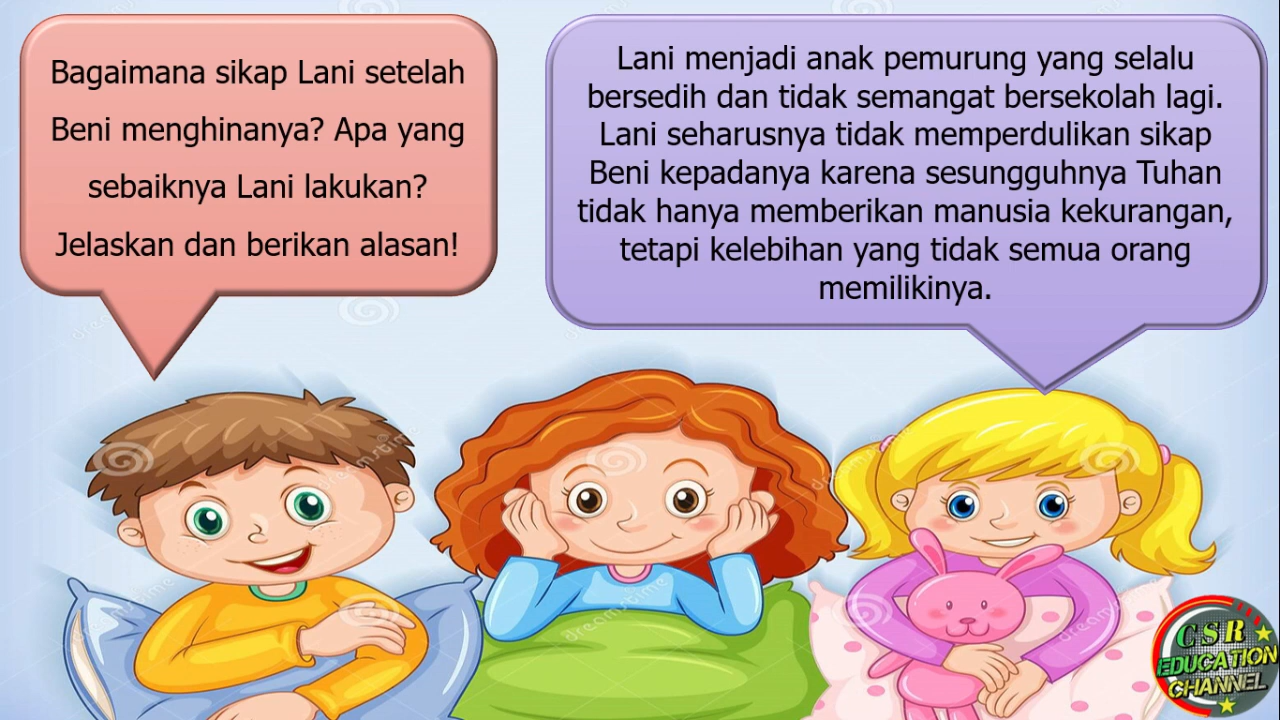 Bagaimana sikap Lani setelah
Beni menghinanya? Apa yang
sebaiknya Lani lakukan?
Jelaskan dan berikan alasan!
Lani menjadi anak pemurung yang selalu
bersedih dan tidak semangat bersekolah lagi.
Lani seharusnya tidak memperdulikan sikap
Beni kepadanya karena sesungguhnya Tuhan
tidak hanya memberikan manusia kekurangan,
tetapi kelebihan yang tidak semua orang
memilikinya.
dreamstime
CSR
EDUCATION
CHANNEL